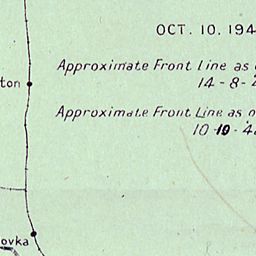 OCT. 10. 194
Approximate Front Line as
ton
14 - 8 -
Approximate Front Line as o
10 - 10 - 4
ovka